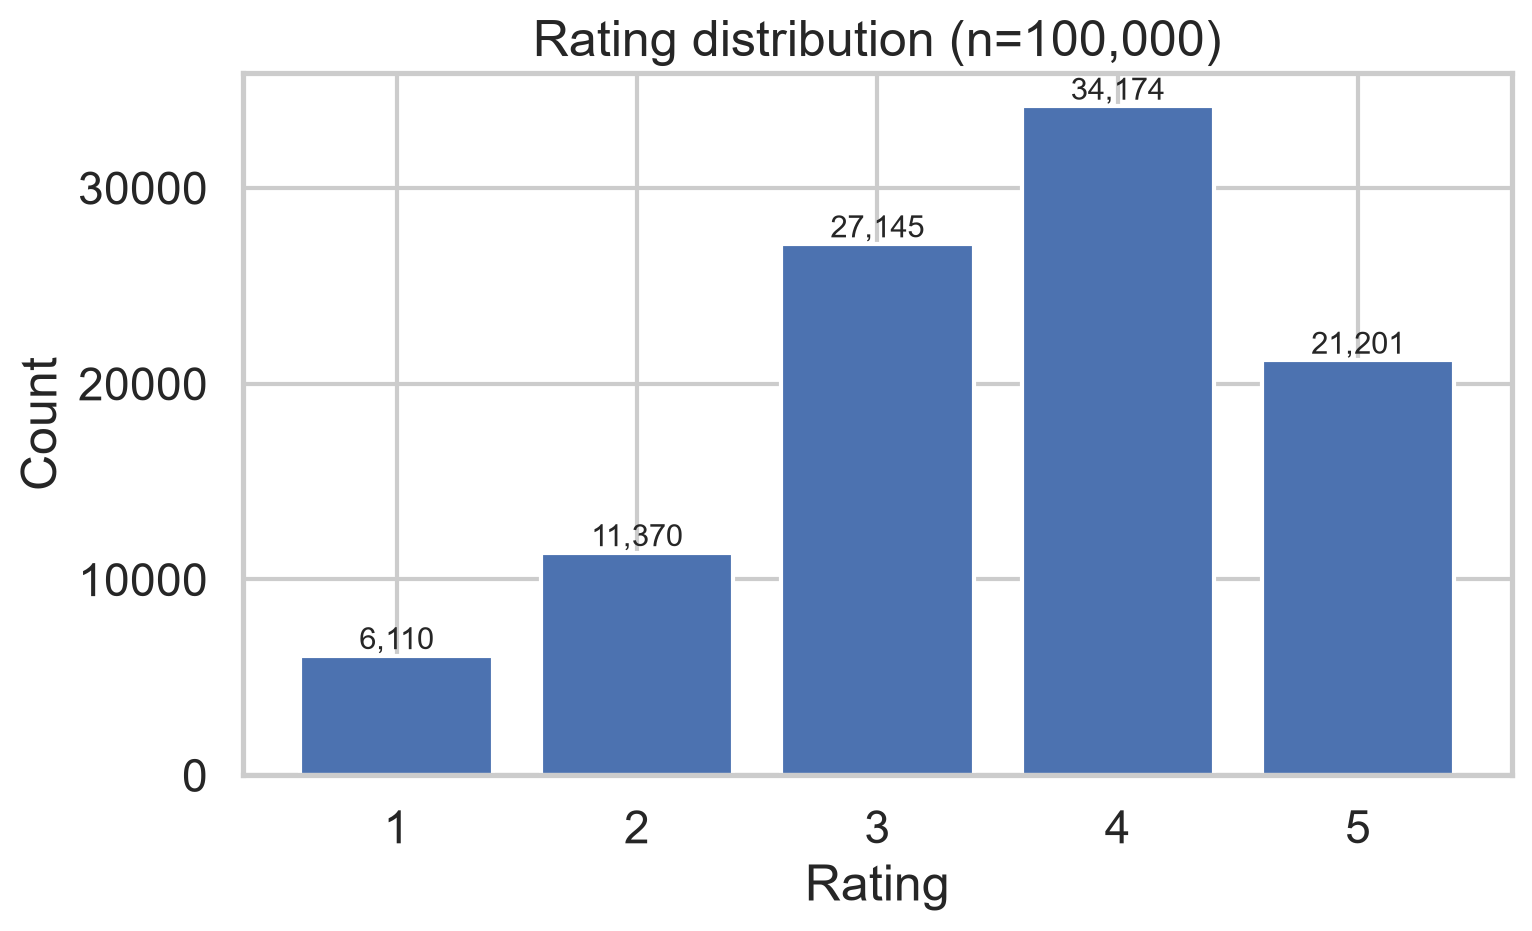 Rating distribution (n=100,000)
34,174
30000
27,145
21,201
20000
Count
11,370
10000
6,110
0
1 2 3 4 5
Rating